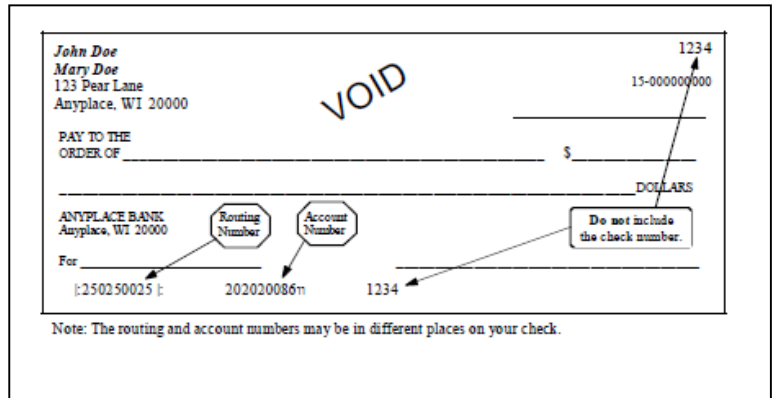 John Doe
1234
Mary Doe
123 Pear Lane
15-000000000
Anyplace, WI 20000
VOID
PAY TO THE
ORDER OF
$
DOLLARS
ANYPLACE BANK
Anyplace, WI 20000
Routing
Number
Account
Number
Do not include
the check number.
For
|:250250025 |:
202020086
1234
Note: The routing and account numbers may be in different places on your check.